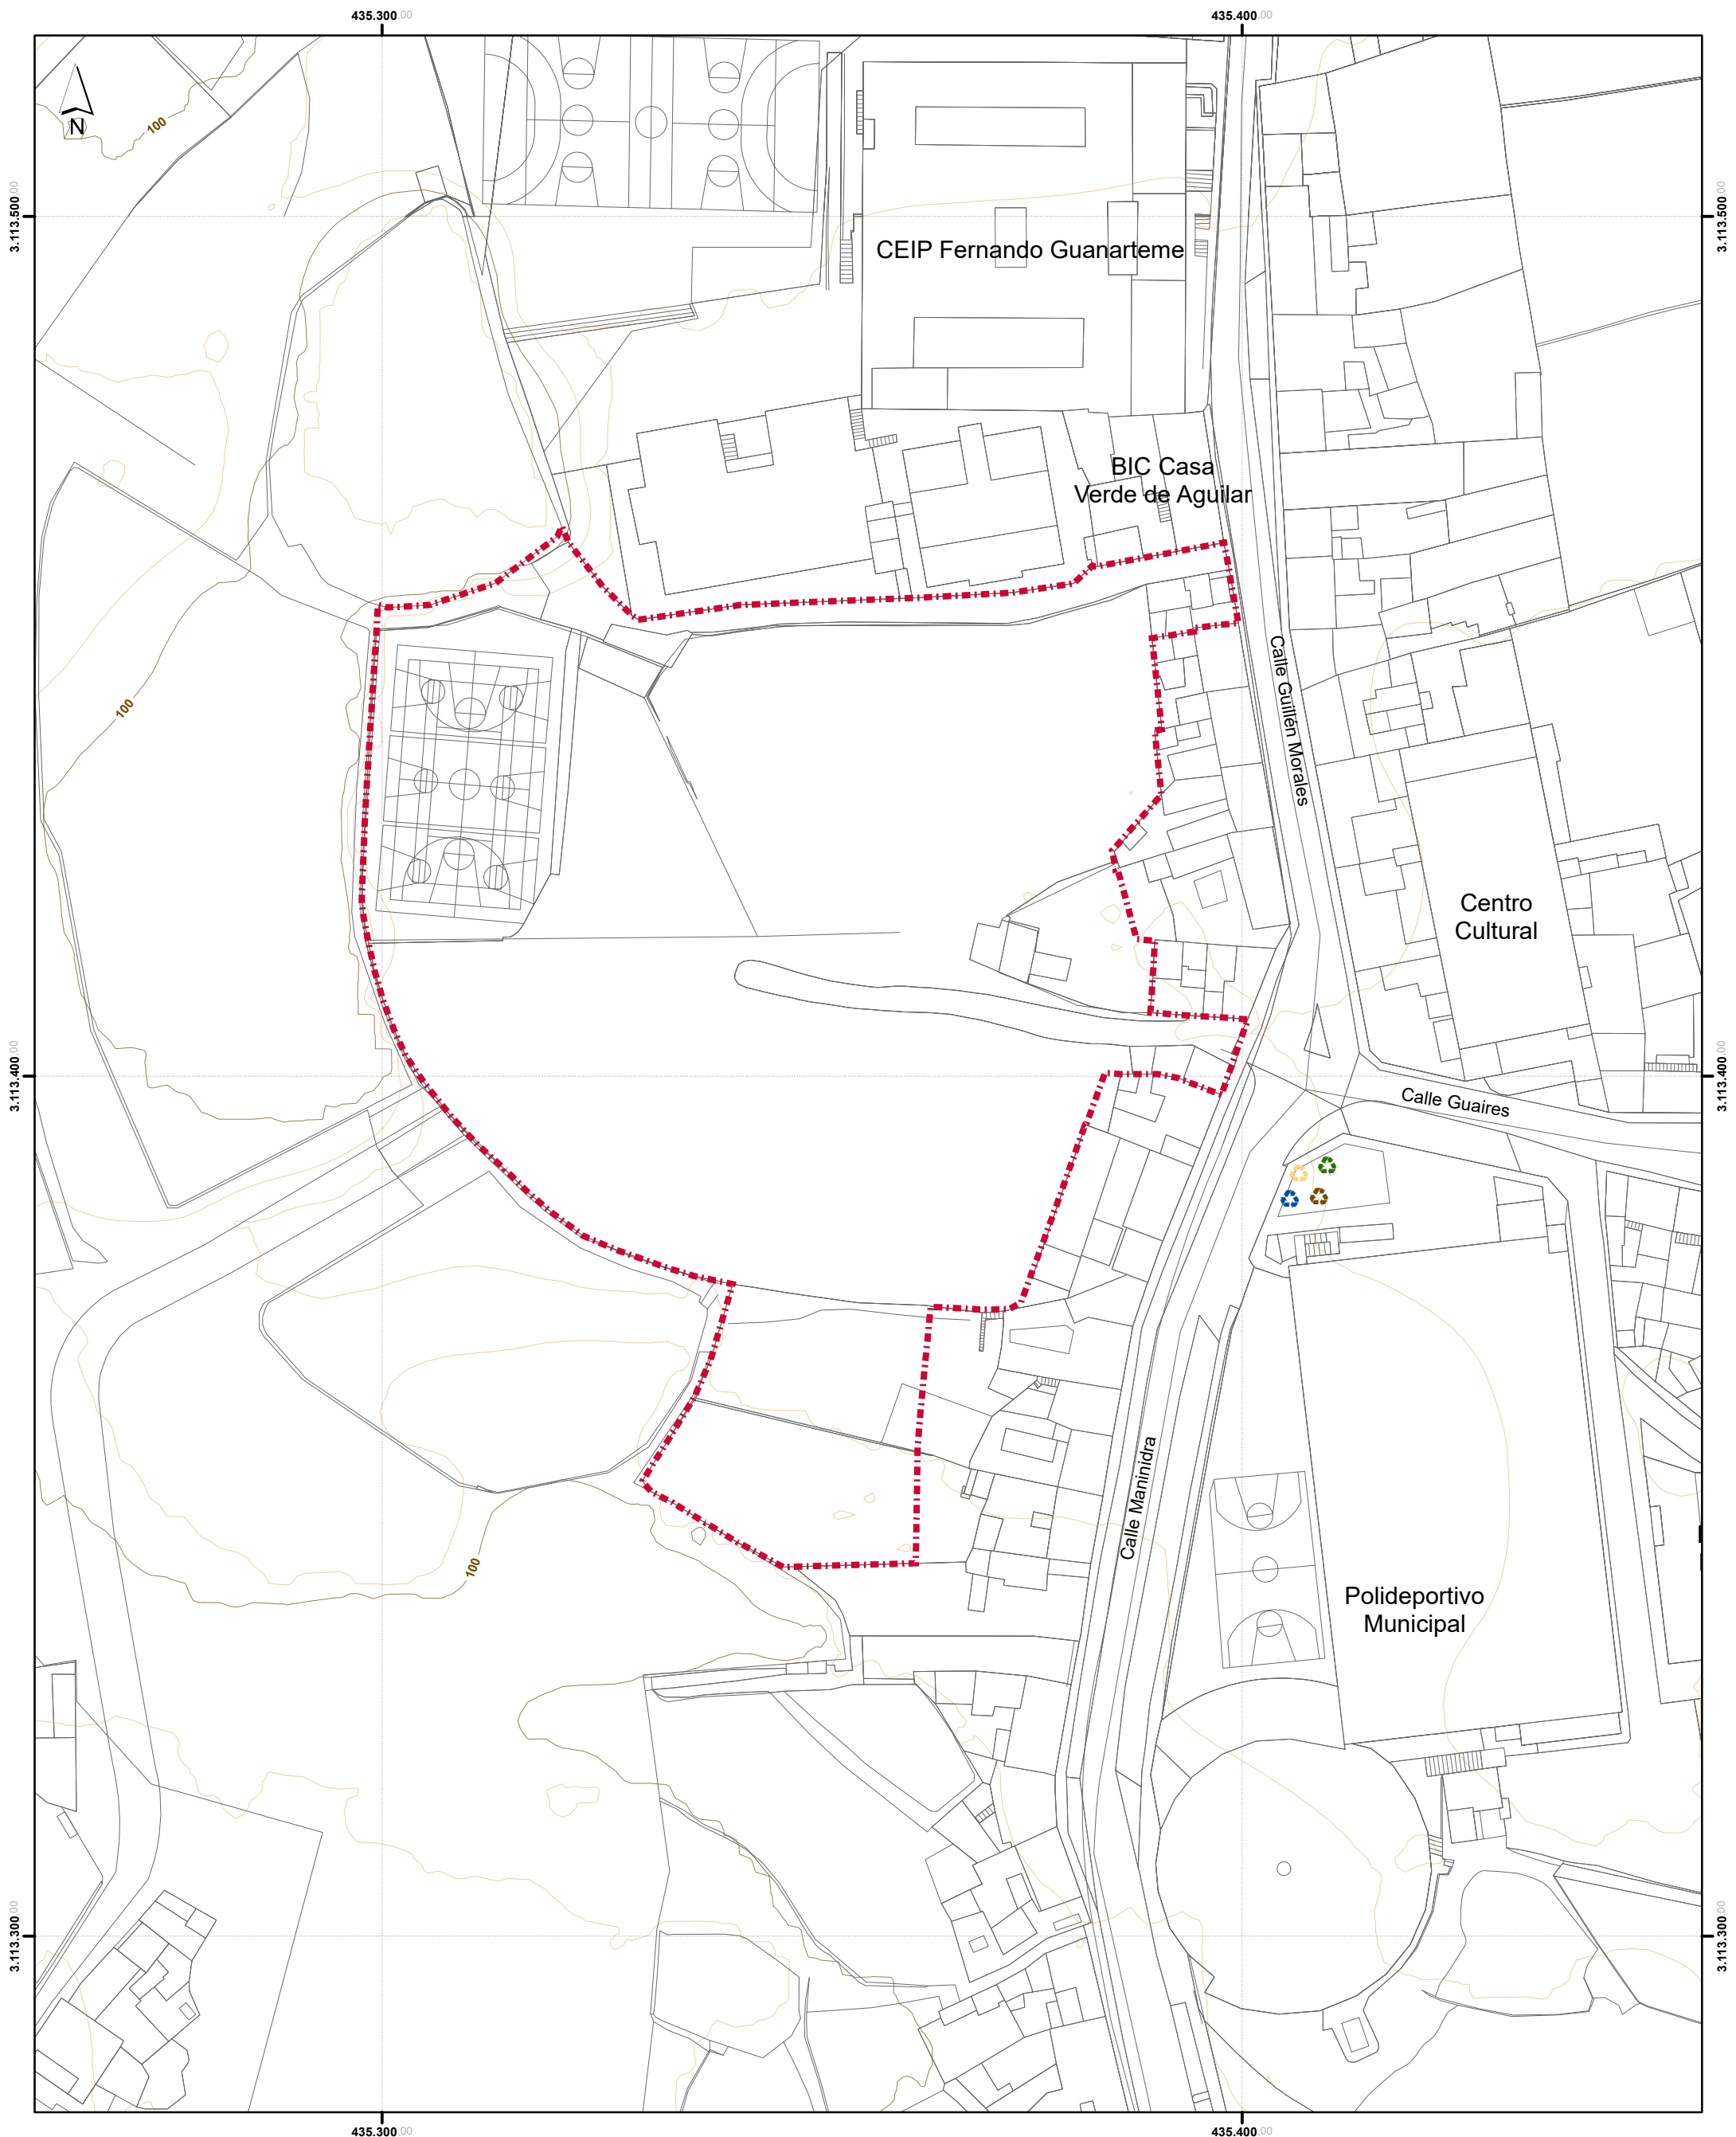 435.300.00
435.400.00
N
100
3.113.500.00
3.113.500.00
CEIP Fernando Guanarteme
BIC Casa
Verde de Aguilar
100
Calle Guillén Morales
Centro
Cultural
3.113.400.00
3.113.400.00
Calle Guaires
Calle Maninidra
100
Polideportivo
Municipal
3.113.300.00
3.113.300.00
435.300.00
435.400.00